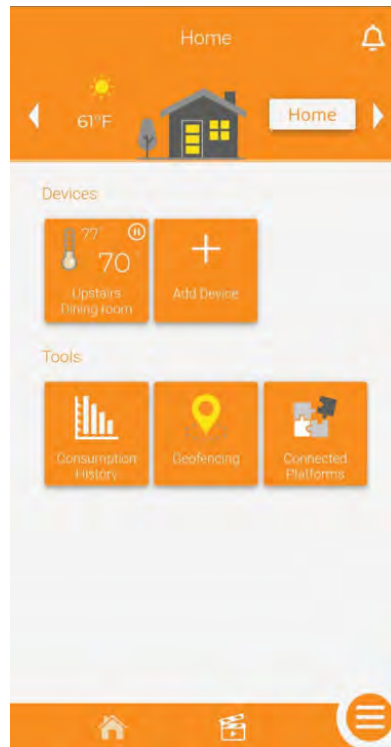 Home
61°F
Home
Devices
77°
70
Upstairs
Dining room
Add Device
Tools
Consumption
History
Geofencing
Connected
Platforms